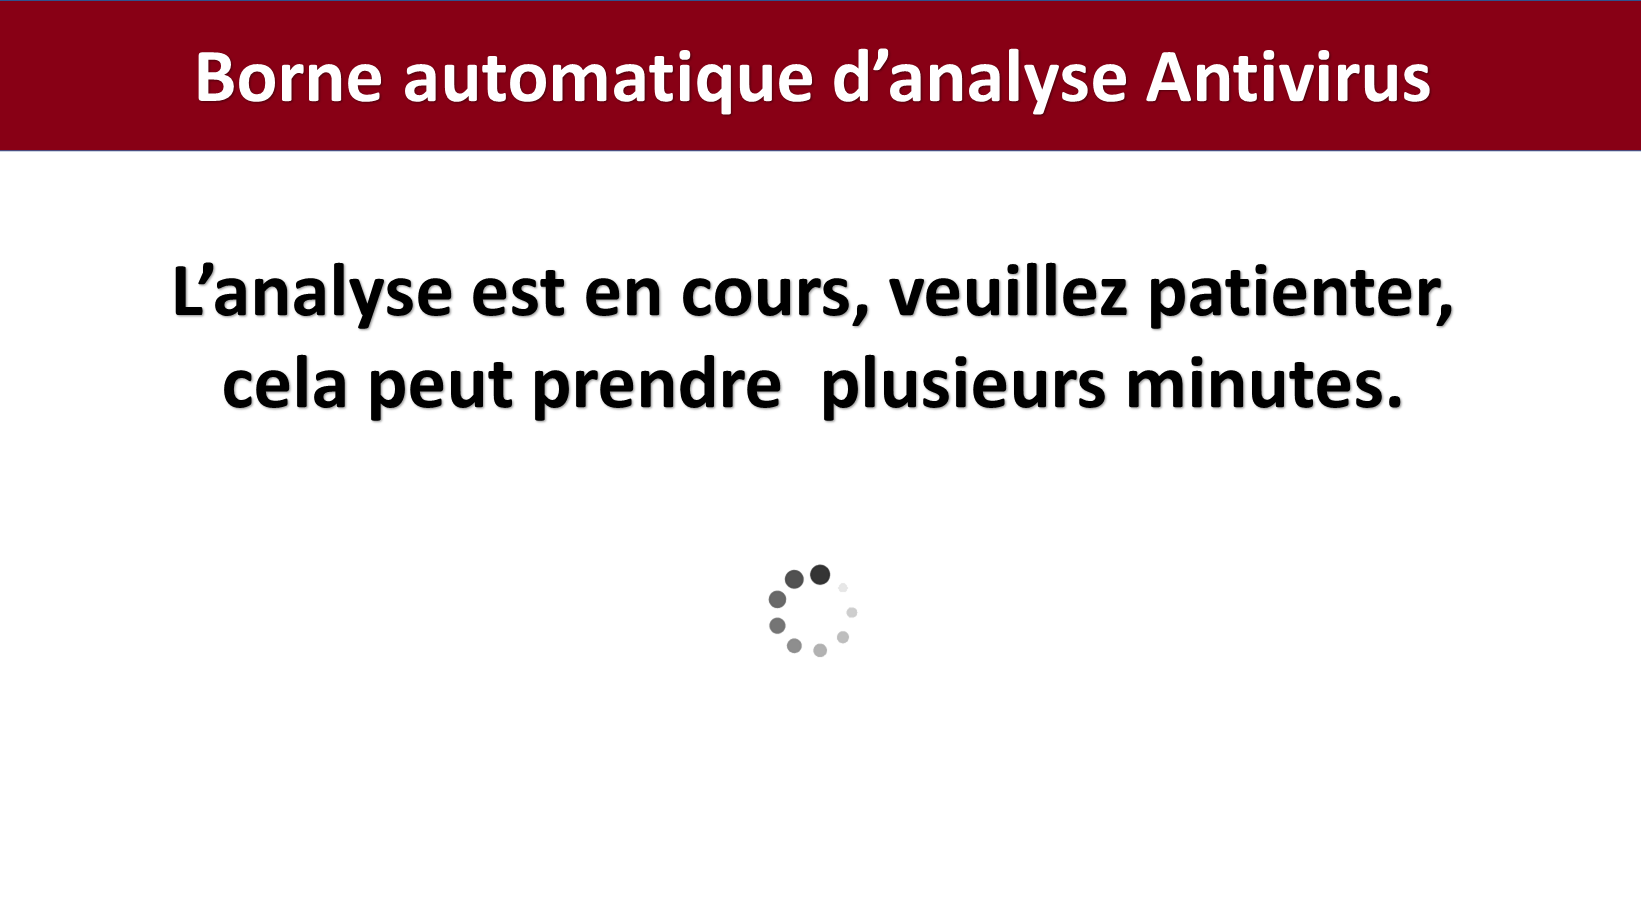 Borne automatique d’analyse Antivirus
L’analyse est en cours, veuillez patienter,
cela peut prendre  plusieurs minutes.